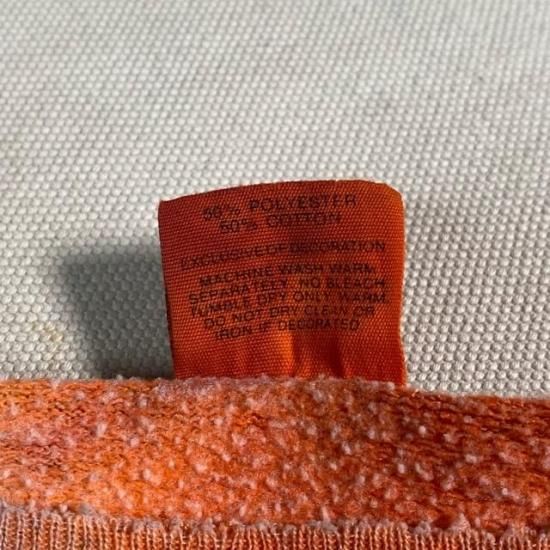 50% POLYESTER
50% COTTON
EXCLUSIVE OF DECORATION
MACHINE WASH WARM,
SEPARATELY. NO BLEACH.
TUMBLE DRY ONLY WARM.
DO NOT DRY CLEAN OR
IRON IF DECORATED